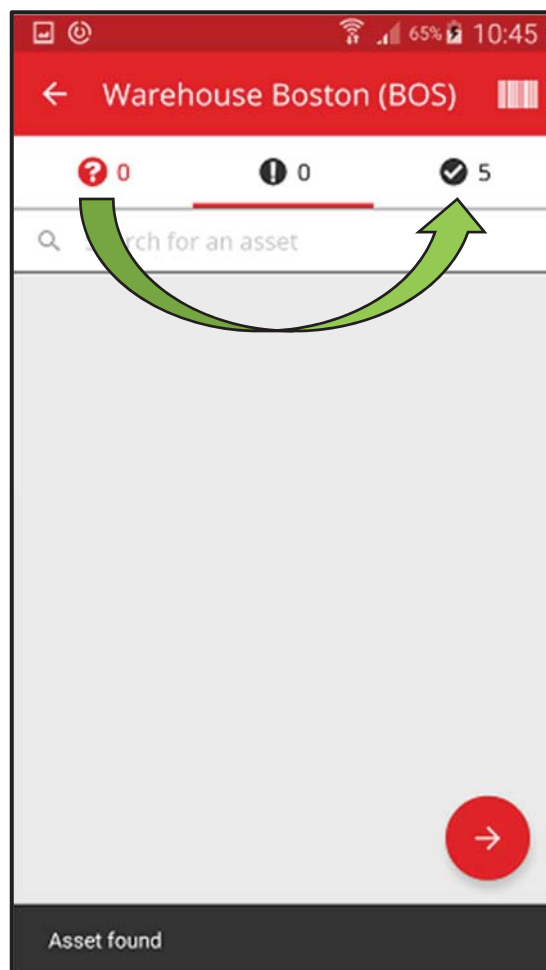 65% 10:45
Warehouse Boston (BOS)
0 0 5
rch for an asset
Asset found